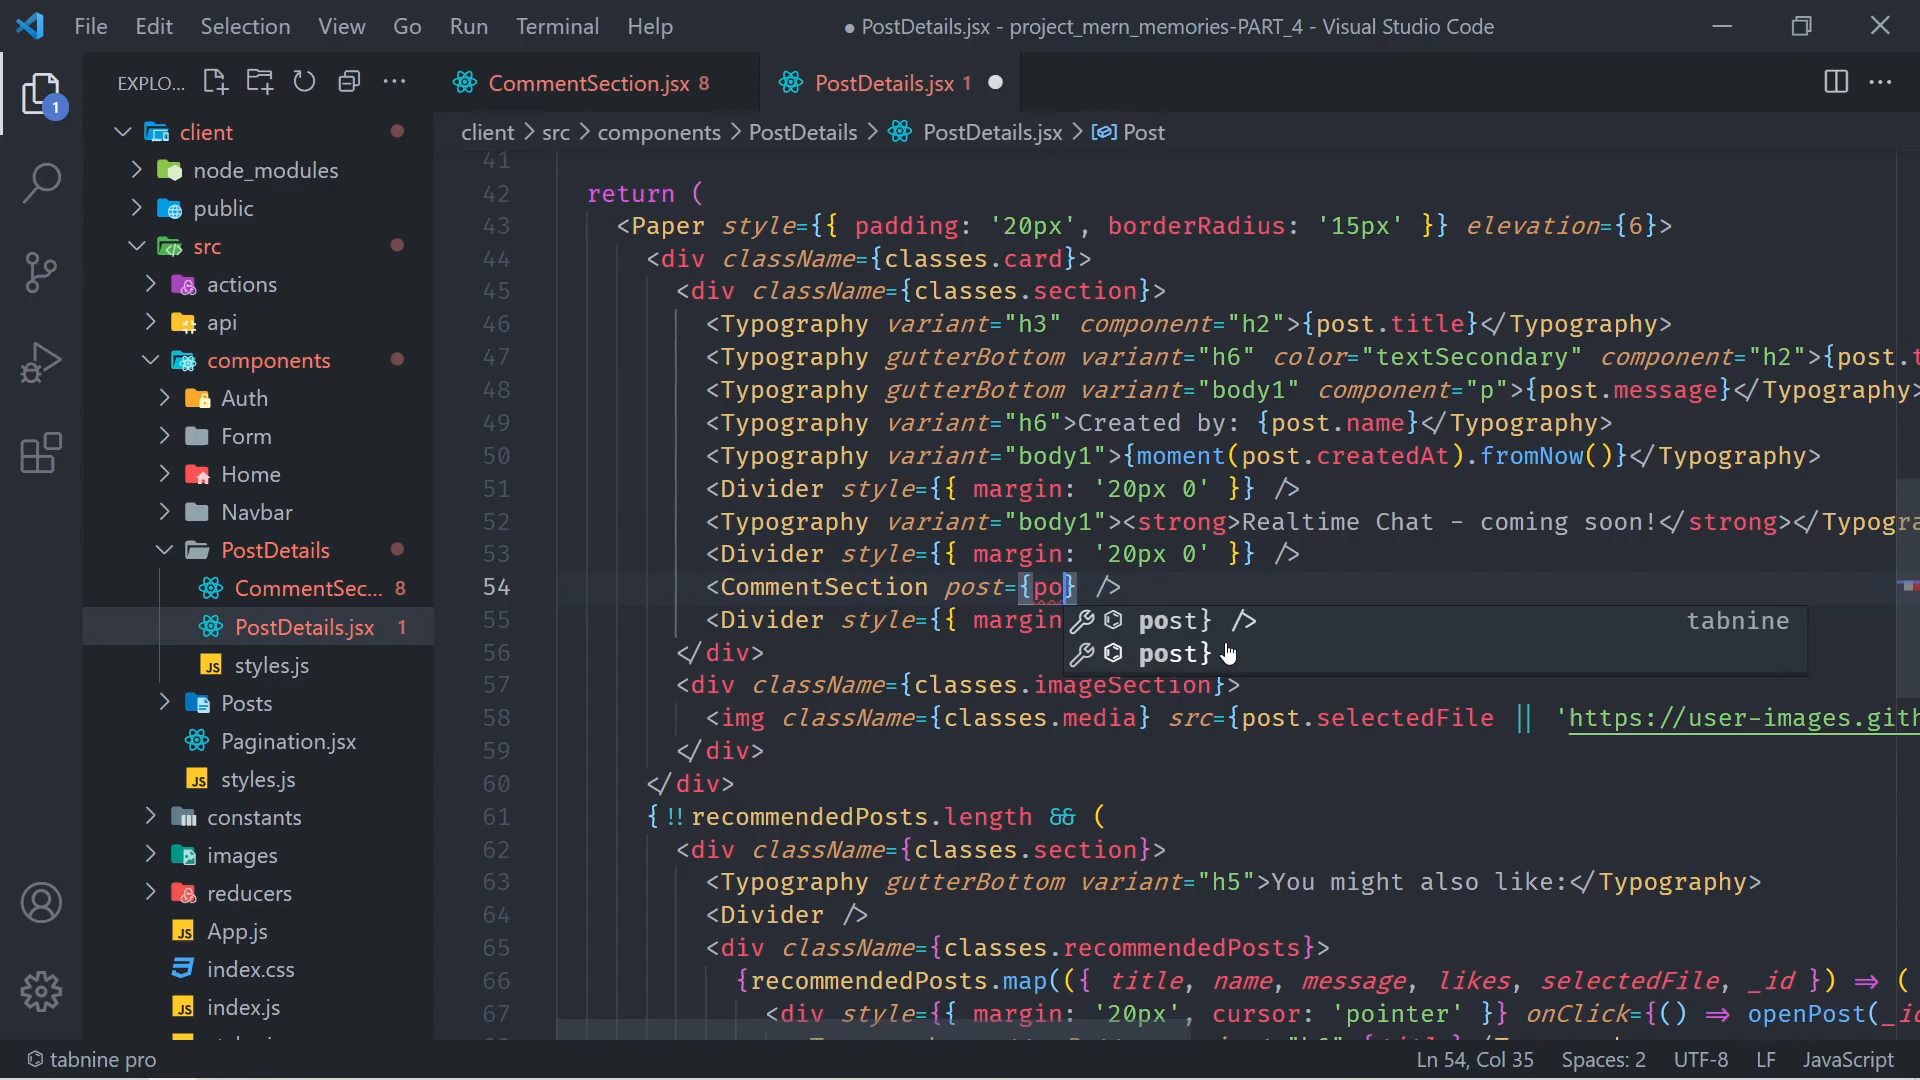 File Edit Selection View Go Run Terminal Help
● PostDetails.jsx - project_mern_memories-PART_4 - Visual Studio Code
EXPLO...
CommentSection.jsx 8
PostDetails.jsx 1
client > src > components > PostDetails > PostDetails.jsx > Post
1
client
node_modules
public
src
actions
api
components
Auth
Form
Home
Navbar
PostDetails
CommentSec... 8
PostDetails.jsx 1
styles.js
Posts
Pagination.jsx
styles.js
constants
images
reducers
App.js
index.css
index.js
41
42 return (
43 <Paper style={{ padding: '20px', borderRadius: '15px' }} elevation={6}>
44 <div className={classes.card}>
45 <div className={classes.section}>
46 <Typography variant="h3" component="h2">{post.title}</Typography>
47 <Typography gutterBottom variant="h6" color="textSecondary" component="h2">{post.t
48 <Typography gutterBottom variant="body1" component="p">{post.message}</Typography>
49 <Typography variant="h6">Created by: {post.name}</Typography>
50 <Typography variant="body1">{moment(post.createdAt).fromNow()}</Typography>
51 <Divider style={{ margin: '20px 0' }} />
52 <Typography variant="body1"><strong>Realtime Chat - coming soon!</strong></Typogra
53 <Divider style={{ margin: '20px 0' }} />
54 <CommentSection post={po} />
55 <Divider style={{ margin
post} /> tabnine
post}
56 </div>
57 <div className={classes.imageSection}>
58 <img className={classes.media} src={post.selectedFile || 'https://user-images.gith
59 </div>
60 </div>
61 {!!recommendedPosts.length && (
62 <div className={classes.section}>
63 <Typography gutterBottom variant="h5">You might also like:</Typography>
64 <Divider />
65 <div className={classes.recommendedPosts}>
66 {recommendedPosts.map(({ title, name, message, likes, selectedFile, _id }) => (
67 <div style={{ margin: '20px', cursor: 'pointer' }} onClick={() => openPost(_id
tabnine pro
Ln 54, Col 35 Spaces: 2 UTF-8 LF JavaScript